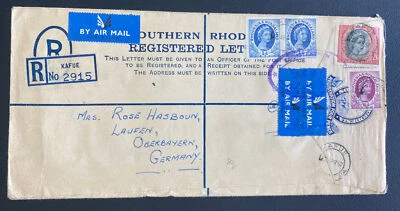 BY AIR MAIL
SOUTHERN RHOD
REGISTERED LET
R
THIS LETTER MUST BE GIVEN TO AN OFFICER OF THE POST OFFICE
TO BE REGISTERED, AND A RECEIPT OBTAINED FOR
THE ADDRESS MUST BE WRITTEN ON THIS SIDE
R
KAFUE
No 2915
BY AIR MAIL
Mrs. Rose Hasboun,
Laufen,
Oberbayern,
Germany.